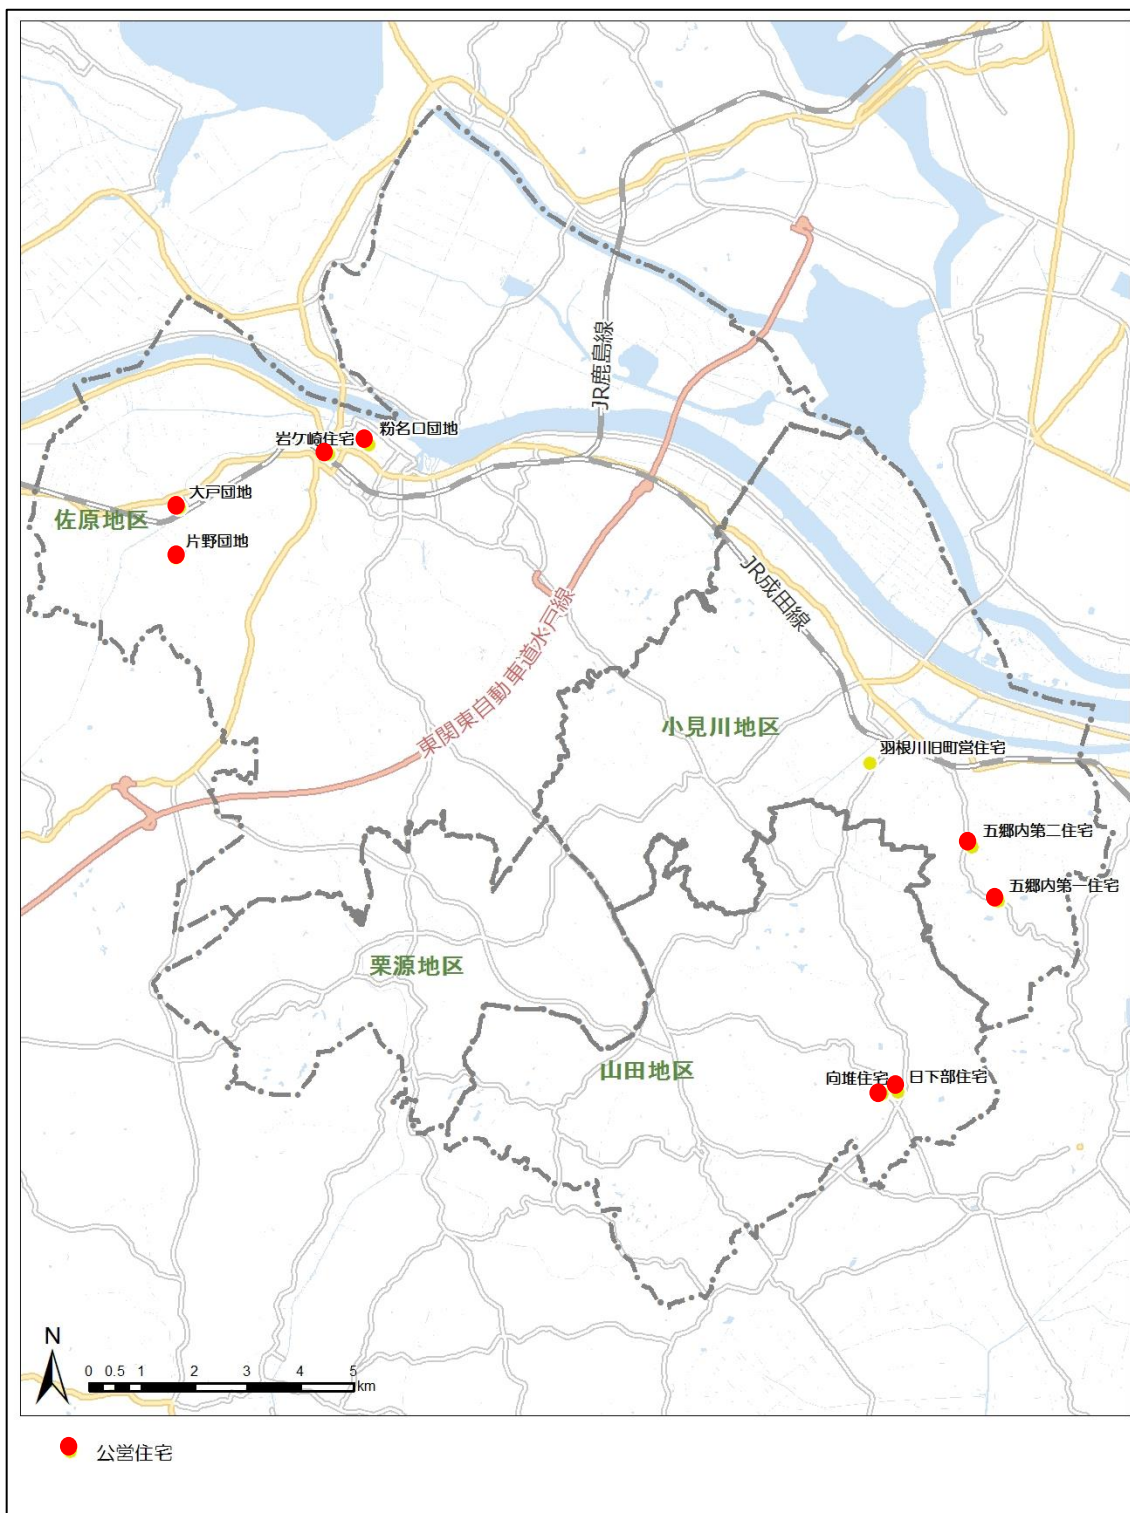 JR鹿島線
岩ケ崎住宅
粉名口団地
大戸団地
佐原地区
片野団地
JR成田線
東関東自動車道水戸線
小見川地区
羽根川旧町営住宅
五郷内第二住宅
五郷内第一住宅
栗源地区
山田地区
向堆住宅
日下部住宅
N
0 0.5 1 2 3 4 5
km
公営住宅